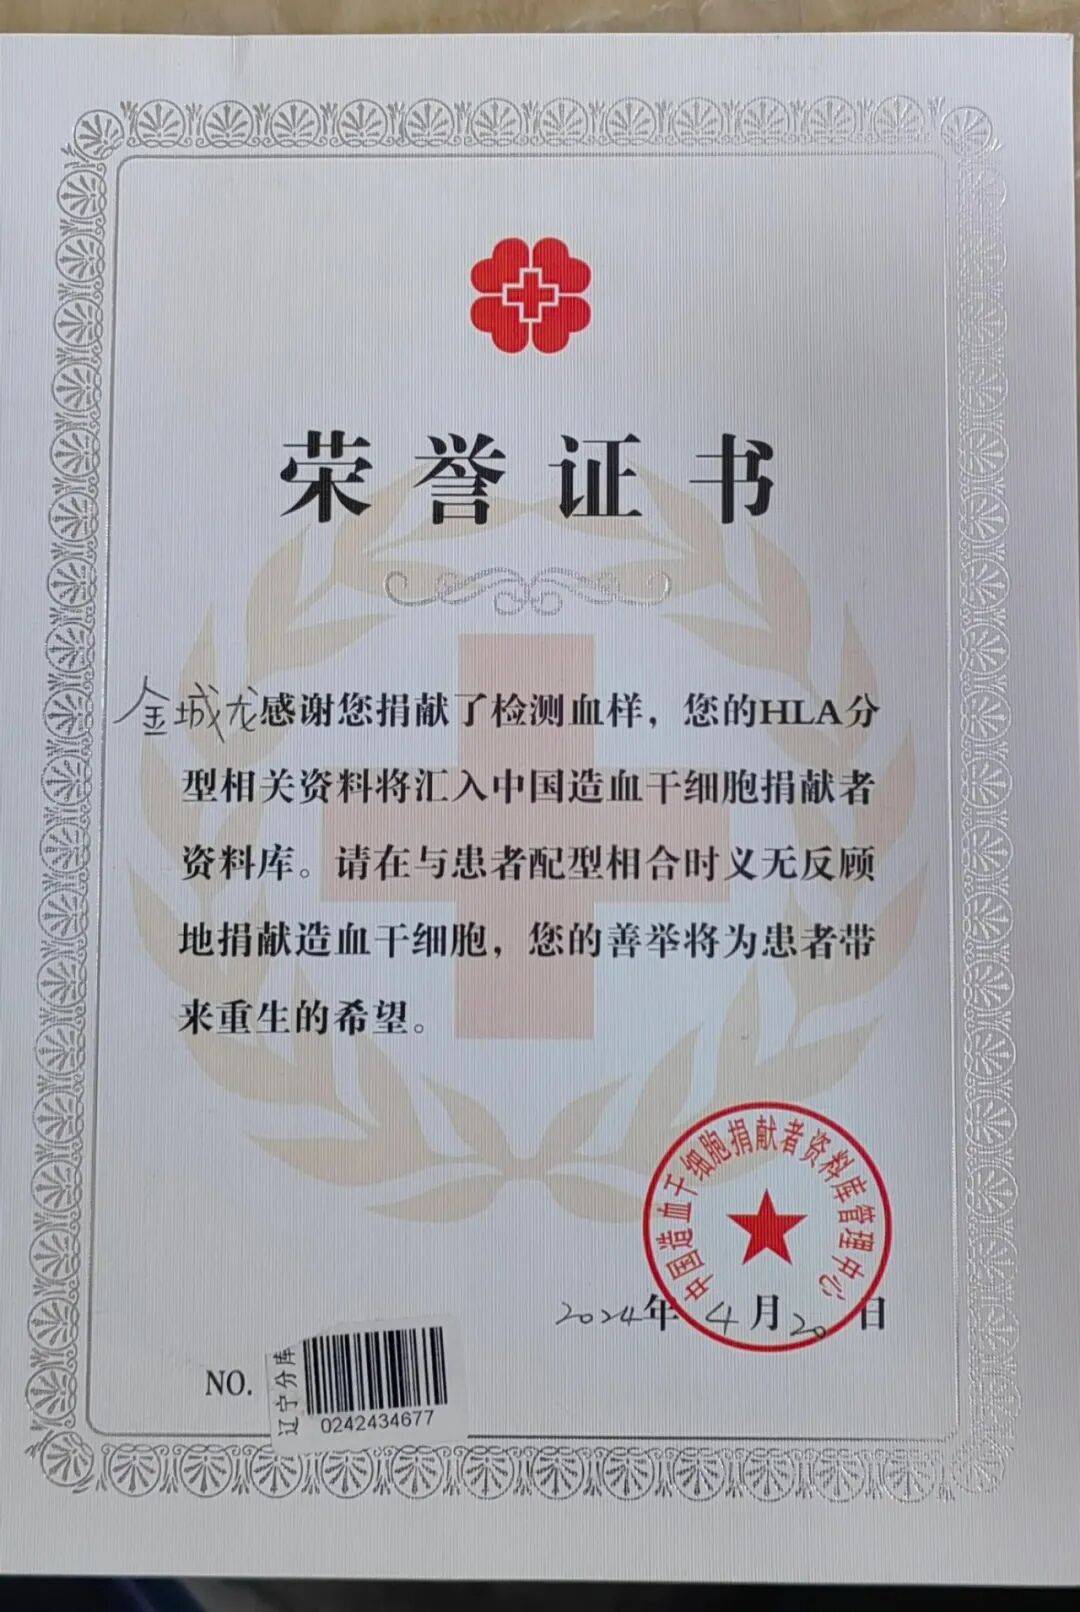 荣誉证书
金城龙感谢您捐献了检测血样，您的HLA分
型相关资料将汇入中国造血干细胞捐献者
资料库。请在与患者配型相合时义无反顾
地捐献造血干细胞，您的善举将为患者带
来重生的希望。
中国造血干细胞捐献者资料库管理中心
2024年4月20日
NO.
辽宁分库
0242434677